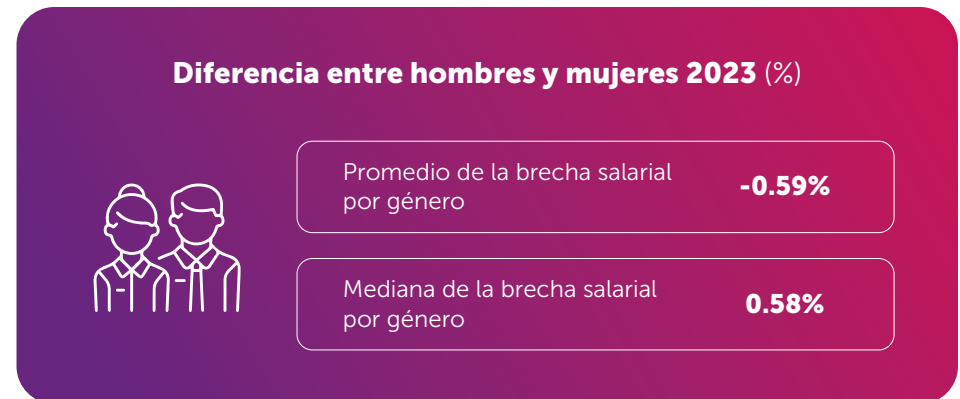 Diferencia entre hombres y mujeres 2023 (%)
Promedio de la brecha salarial
por género
-0.59%
Mediana de la brecha salarial
por género
0.58%